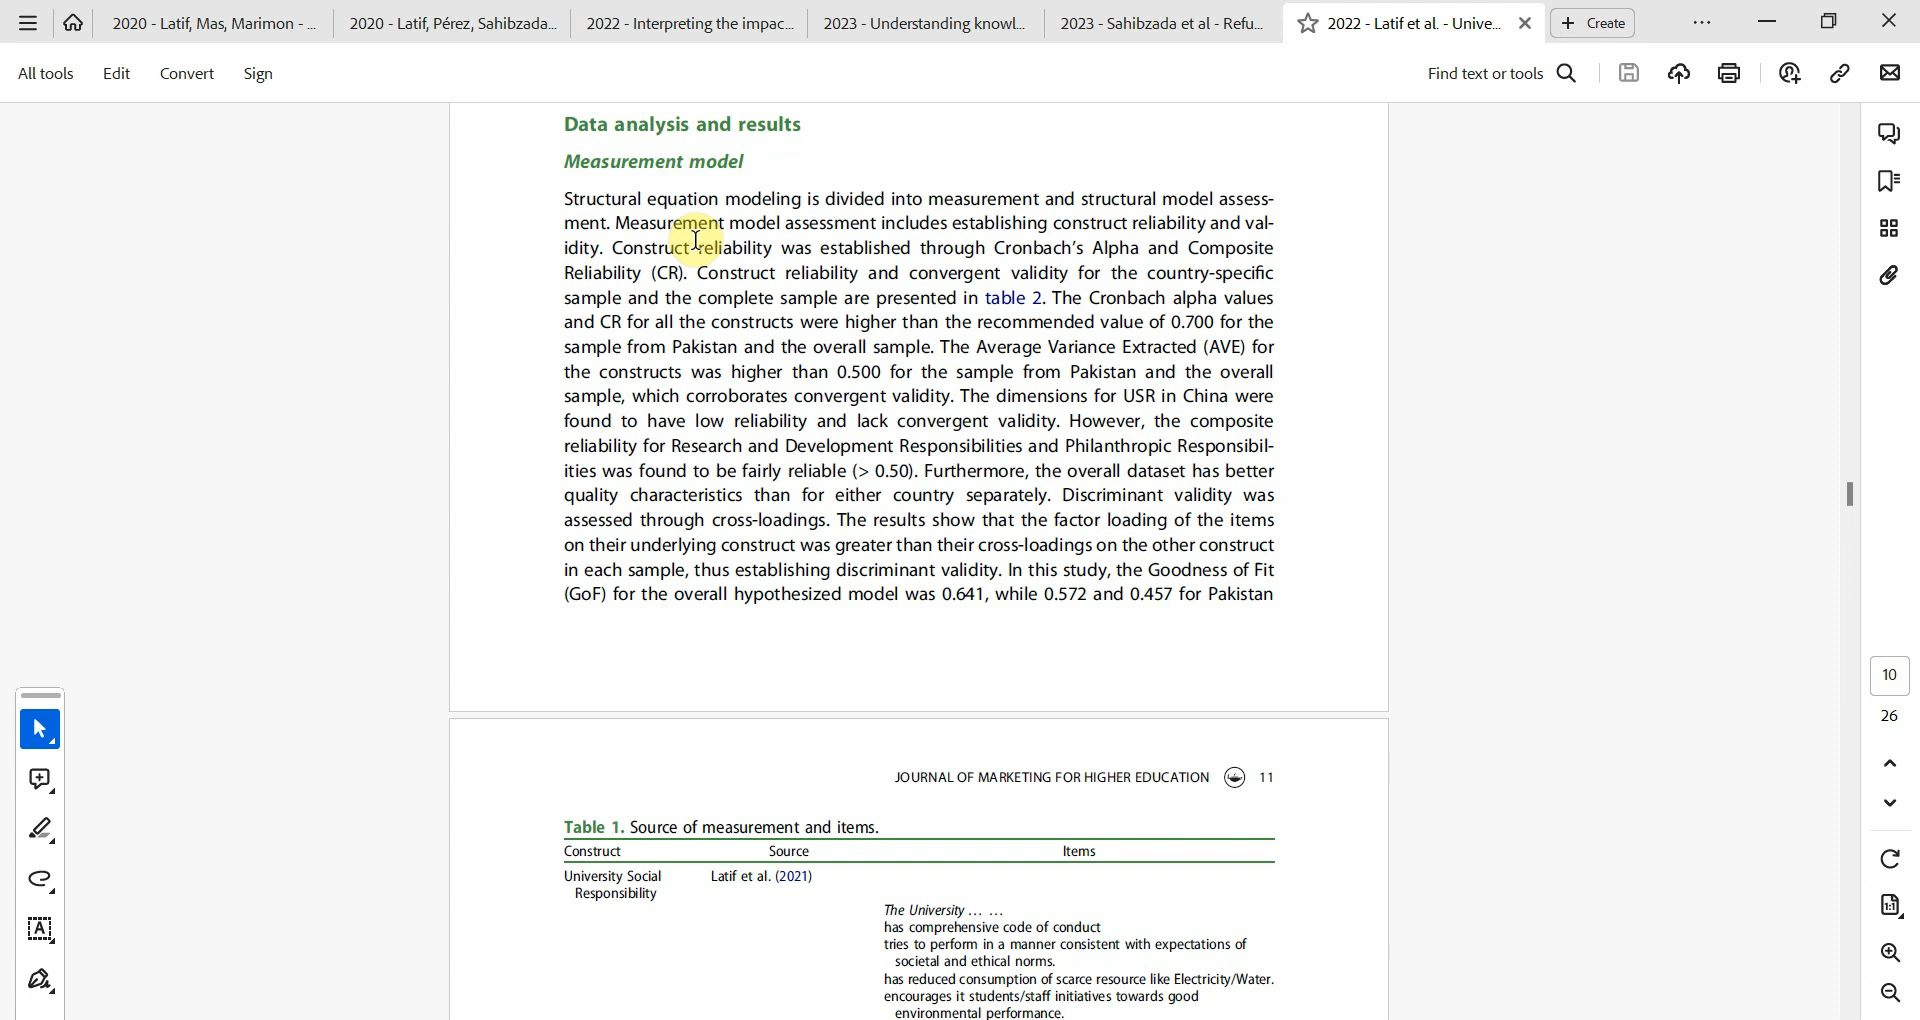 2020 - Latif, Mas, Marimon - ...
2020 - Latif, Pérez, Sahibzada...
2022 - Interpreting the impac...
2023 - Understanding knowl...
2023 - Sahibzada et al - Refu...
2022 - Latif et al. - Unive...
Create
All tools
Edit
Convert
Sign
Find text or tools
Data analysis and results
Measurement model
Structural equation modeling is divided into measurement and structural model assess-
ment. Measurement model assessment includes establishing construct reliability and val-
idity. Construct reliability was established through Cronbach's Alpha and Composite
Reliability (CR). Construct reliability and convergent validity for the country-specific
sample and the complete sample are presented in table 2. The Cronbach alpha values
and CR for all the constructs were higher than the recommended value of 0.700 for the
sample from Pakistan and the overall sample. The Average Variance Extracted (AVE) for
the constructs was higher than 0.500 for the sample from Pakistan and the overall
sample, which corroborates convergent validity. The dimensions for USR in China were
found to have low reliability and lack convergent validity. However, the composite
reliability for Research and Development Responsibilities and Philanthropic Responsibil-
ities was found to be fairly reliable (> 0.50). Furthermore, the overall dataset has better
quality characteristics than for either country separately. Discriminant validity was
assessed through cross-loadings. The results show that the factor loading of the items
on their underlying construct was greater than their cross-loadings on the other construct
in each sample, thus establishing discriminant validity. In this study, the Goodness of Fit
(GoF) for the overall hypothesized model was 0.641, while 0.572 and 0.457 for Pakistan
10
26
JOURNAL OF MARKETING FOR HIGHER EDUCATION 11
Table 1. Source of measurement and items.
Construct Source Items
University Social Latif et al. (2021)
Responsibility
The University ... ...
has comprehensive code of conduct
tries to perform in a manner consistent with expectations of
societal and ethical norms.
has reduced consumption of scarce resource like Electricity/Water.
encourages it students/staff initiatives towards good
environmental performance.